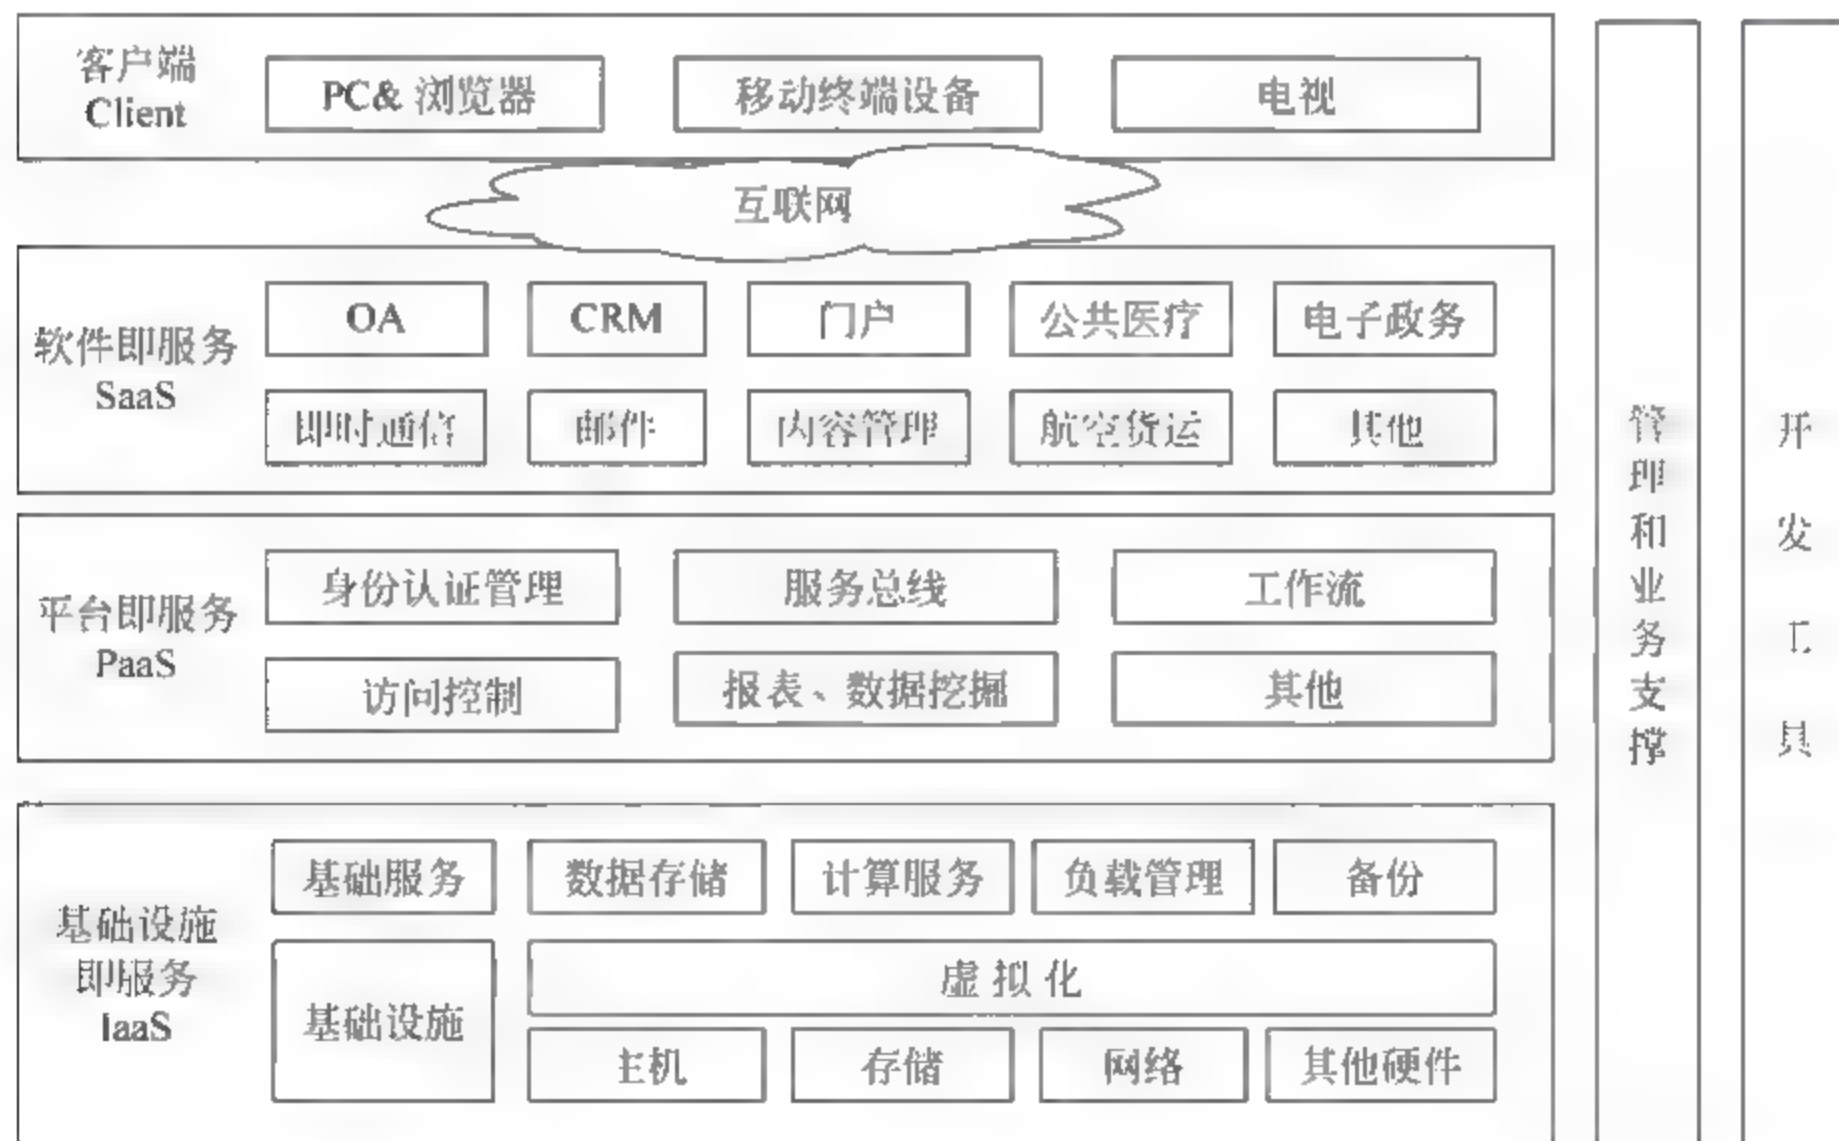 客户端
Client
PC& 浏览器
移动终端设备
电视
互联网
软件即服务
SaaS
OA
CRM
门户
公共医疗
电子政务
即时通信
邮件
内容管理
航空货运
其他
平台即服务
PaaS
身份认证管理
服务总线
工作流
访问控制
报表、数据挖掘
其他
基础设施
即服务
IaaS
基础服务
数据存储
计算服务
负载管理
备份
基础设施
虚拟化
主机
存储
网络
其他硬件
管理和业务支撑
开发工具